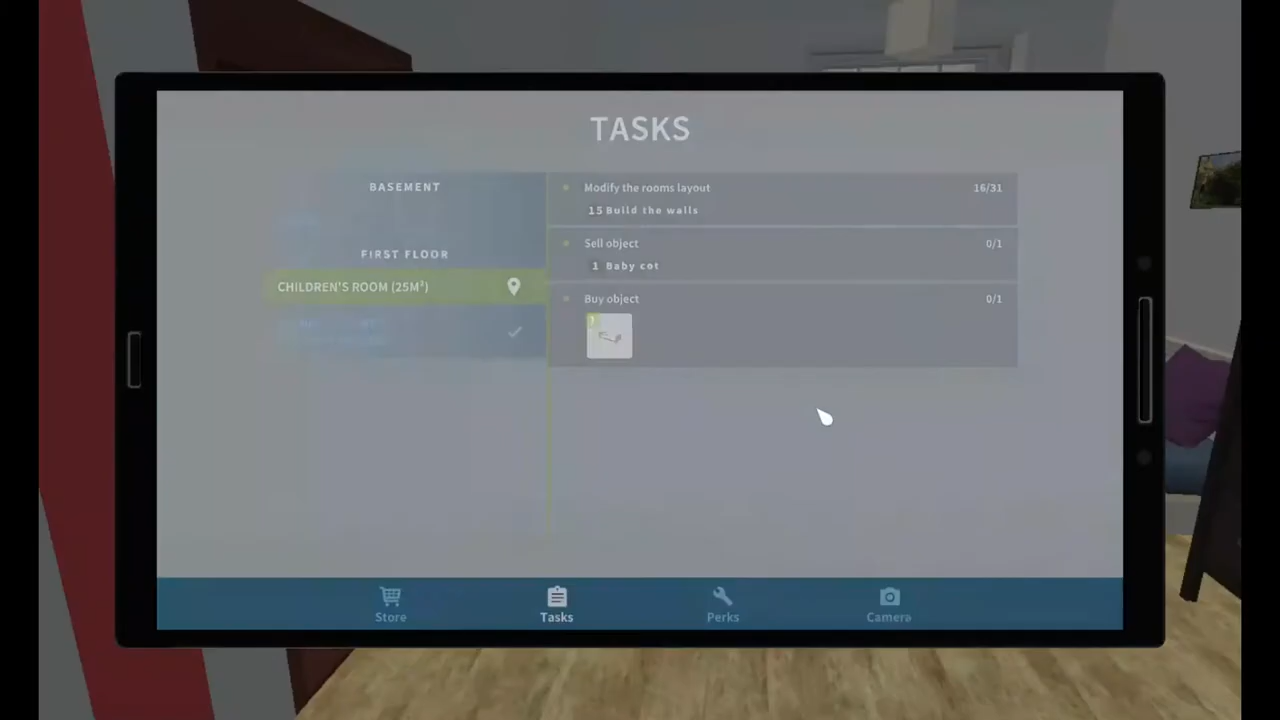 TASKS
BASEMENT
FIRST FLOOR
CHILDREN'S ROOM (25M²)
Modify the rooms layout 16/31
15 Build the walls
Sell object 0/1
1 Baby cot
Buy object 0/1
Store
Tasks
Perks
Camera